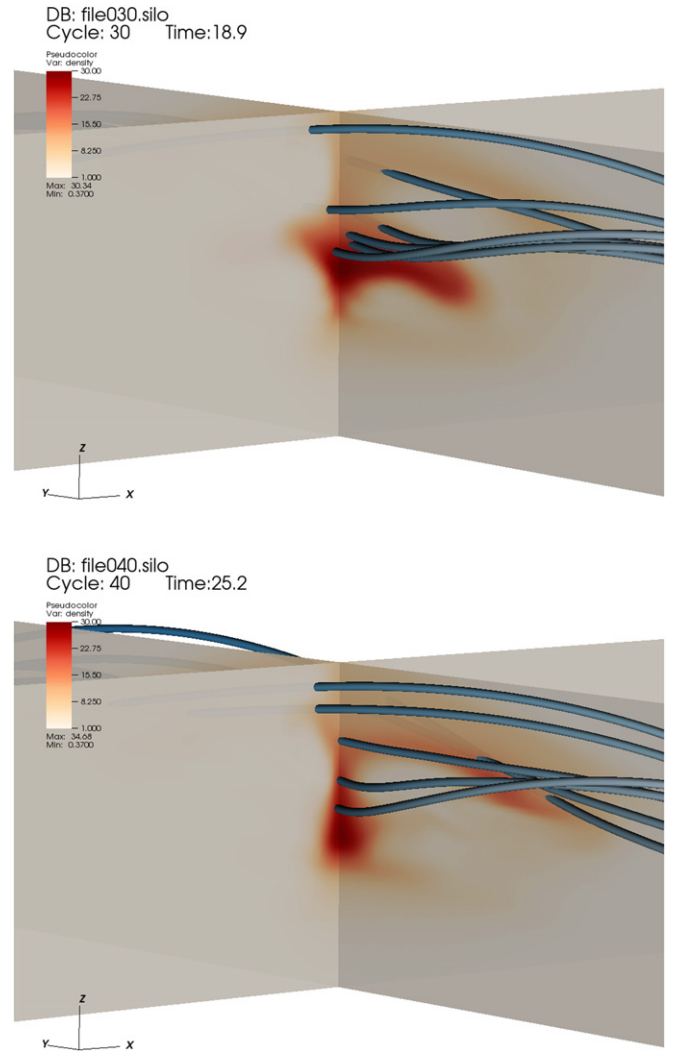 DB: file030.silo
Cycle: 30 Time:18.9
Pseudocolor
Var: density
30.00
22.75
15.50
8.250
1.000
Max: 30.34
Min: 0.3700
Z
Y
X
DB: file040.silo
Cycle: 40 Time:25.2
Pseudocolor
Var: density
30.00
22.75
15.50
8.250
1.000
Max: 34.68
Min: 0.3700
Z
Y
X